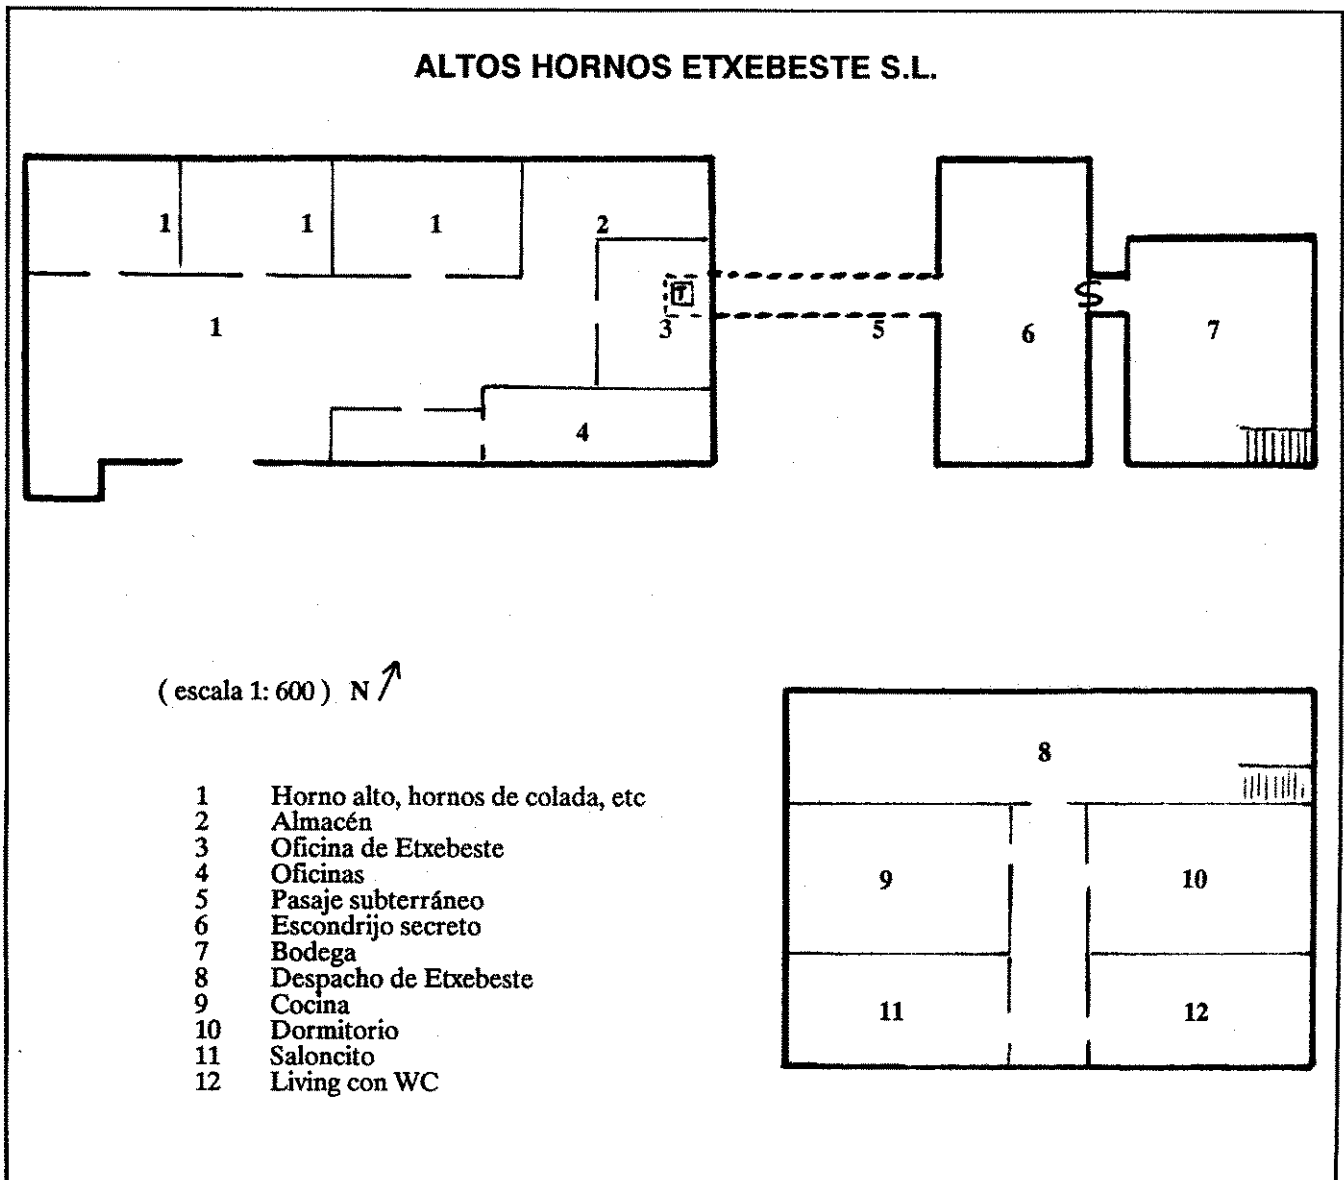 ALTOS HORNOS ETXEBESTE S.L.
1 1 1 2
1 3 T 5 6 S 7
4
( escala 1: 600 ) N
8
1 Horno alto, hornos de colada, etc
2 Almacén
3 Oficina de Etxebeste
4 Oficinas
5 Pasaje subterráneo
6 Escondrijo secreto
7 Bodega
8 Despacho de Etxebeste
9 Cocina
10 Dormitorio
11 Saloncito
12 Living con WC
9 10
11 12